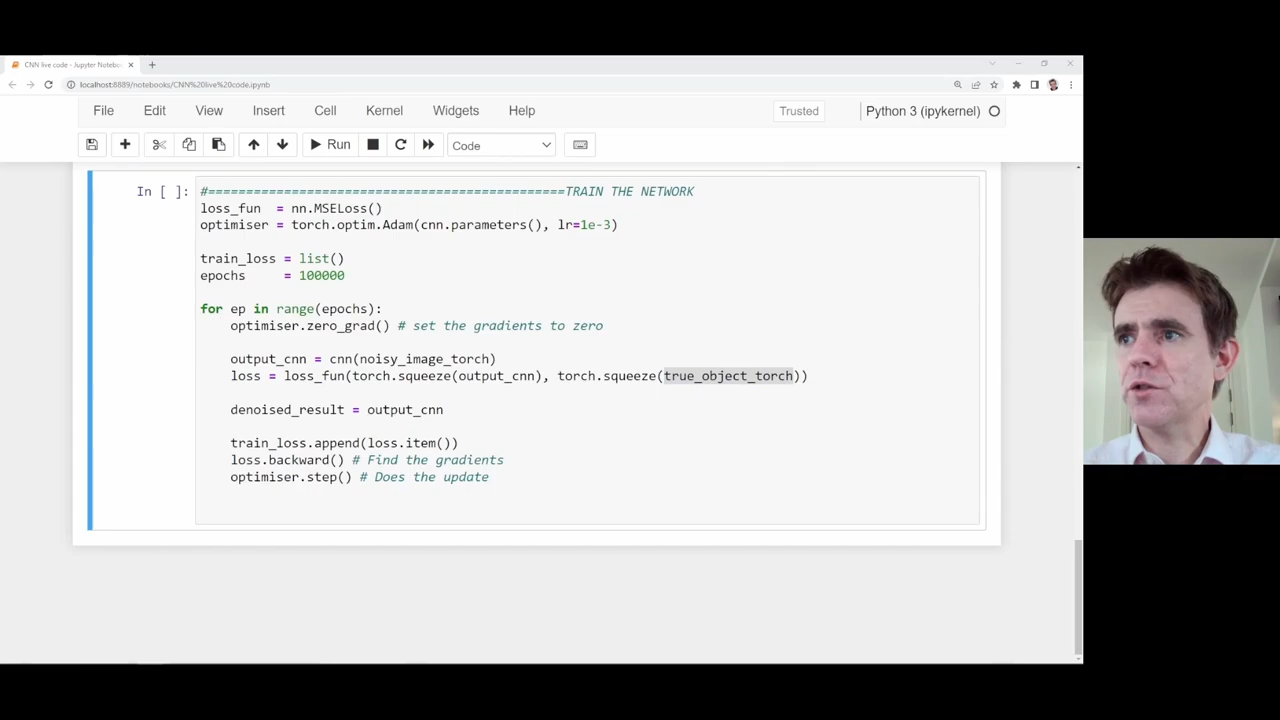 CNN live code - Jupyter Notebo
localhost:8889/notebooks/CNN%20live%20code.ipynb
File Edit View Insert Cell Kernel Widgets Help Trusted Python 3 (ipykernel)
Run Code
In [ ]: #===============================================TRAIN THE NETWORK
loss_fun  = nn.MSELoss()
optimiser = torch.optim.Adam(cnn.parameters(), lr=1e-3)
train_loss = list()
epochs     = 100000
for ep in range(epochs):
    optimiser.zero_grad() # set the gradients to zero
    output_cnn = cnn(noisy_image_torch)
    loss = loss_fun(torch.squeeze(output_cnn), torch.squeeze(true_object_torch))
    denoised_result = output_cnn
    train_loss.append(loss.item())
    loss.backward() # Find the gradients
    optimiser.step() # Does the update